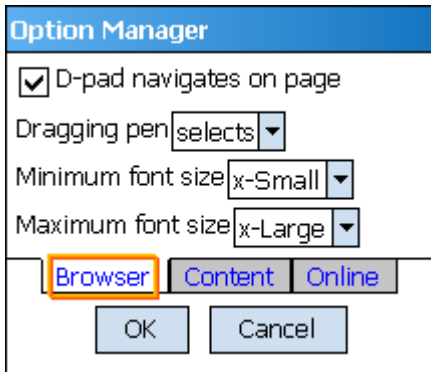 Option Manager
D-pad navigates on page
Dragging pen selects
Minimum font size x-Small
Maximum font size x-Large
Browser Content Online
OK Cancel